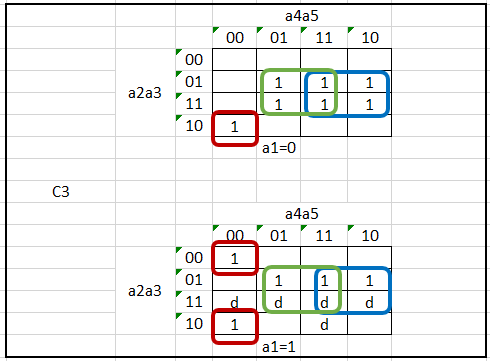 a4a5
00 01 11 10
00
01 1 1 1
a2a3
11 1 1 1
10 1
a1=0
C3
a4a5
00 01 11 10
00 1
01 1 1 1
a2a3
11 d d d d
10 1 d
a1=1